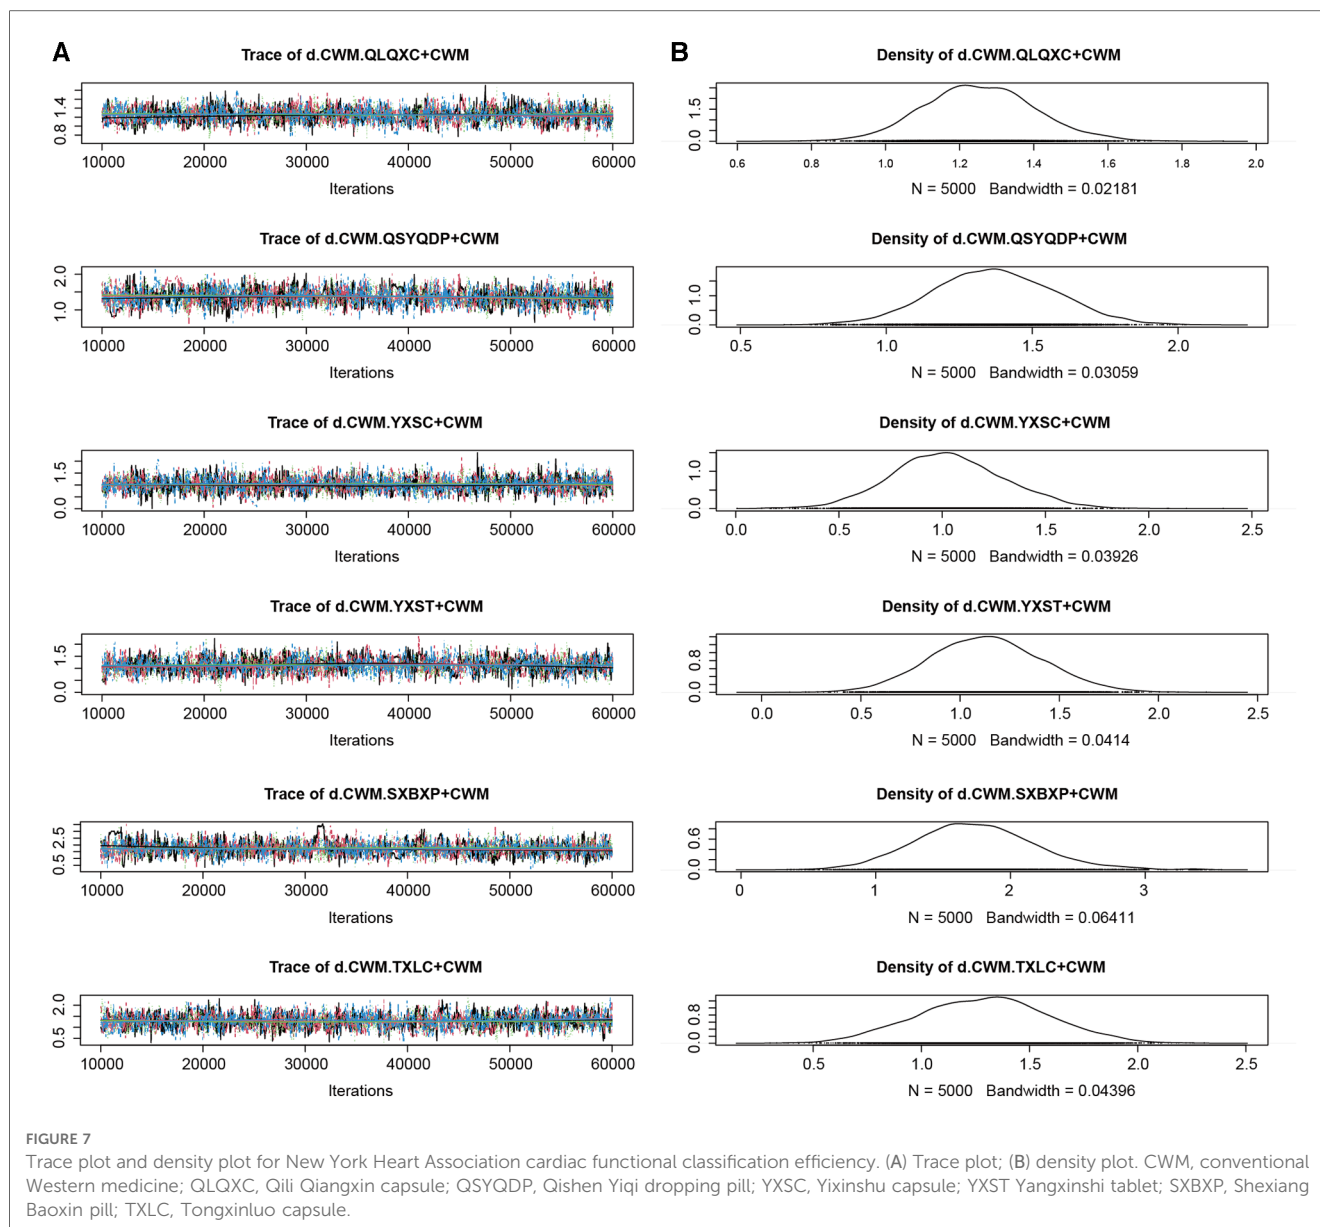 A
B
Trace of d.CWM.QLQXC+CWM
0.8 1.4
10000 20000 30000 40000 50000 60000
Iterations
Density of d.CWM.QLQXC+CWM
0.0 1.5
0.6 0.8 1.0 1.2 1.4 1.6 1.8 2.0
N = 5000 Bandwidth = 0.02181
Trace of d.CWM.QSYQDP+CWM
1.0 2.0
10000 20000 30000 40000 50000 60000
Iterations
Density of d.CWM.QSYQDP+CWM
0.0 1.0
0.5 1.0 1.5 2.0
N = 5000 Bandwidth = 0.03059
Trace of d.CWM.YXSC+CWM
0.0 1.5
10000 20000 30000 40000 50000 60000
Iterations
Density of d.CWM.YXSC+CWM
0.0 1.0
0.0 0.5 1.0 1.5 2.0 2.5
N = 5000 Bandwidth = 0.03926
Trace of d.CWM.YXST+CWM
0.0 1.5
10000 20000 30000 40000 50000 60000
Iterations
Density of d.CWM.YXST+CWM
0.0 0.8
0.0 0.5 1.0 1.5 2.0 2.5
N = 5000 Bandwidth = 0.0414
Trace of d.CWM.SXBXP+CWM
0.5 2.5
10000 20000 30000 40000 50000 60000
Iterations
Density of d.CWM.SXBXP+CWM
0.0 0.6
0 1 2 3
N = 5000 Bandwidth = 0.06411
Trace of d.CWM.TXLC+CWM
0.5 2.0
10000 20000 30000 40000 50000 60000
Iterations
Density of d.CWM.TXLC+CWM
0.0 0.8
0.5 1.0 1.5 2.0 2.5
N = 5000 Bandwidth = 0.04396
FIGURE 7
Trace plot and density plot for New York Heart Association cardiac functional classification efficiency. (A) Trace plot; (B) density plot. CWM, conventional
Western medicine; QLQXC, Qili Qiangxin capsule; QSYQDP, Qishen Yiqi dropping pill; YXSC, Yixinshu capsule; YXST Yangxinshi tablet; SXBXP, Shexiang
Baoxin pill; TXLC, Tongxinluo capsule.